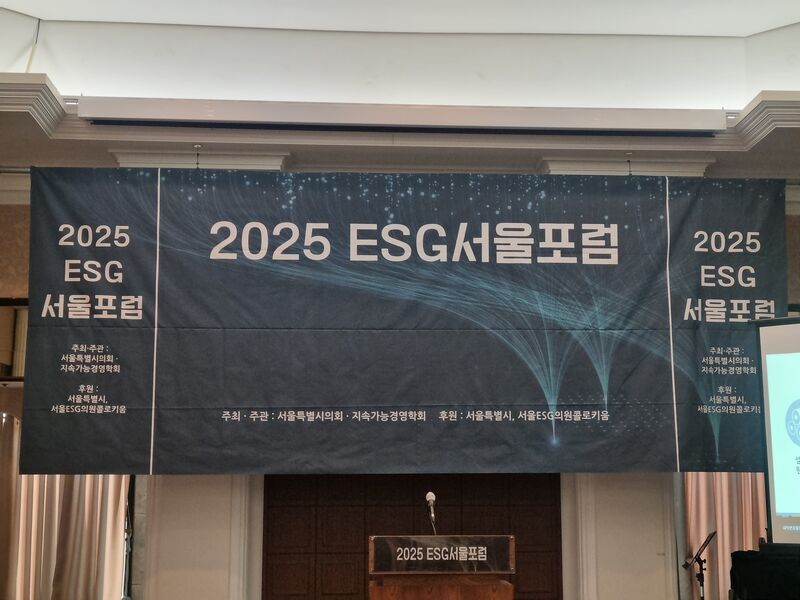 2025
ESG
서울포럼
주최·주관 :
서울특별시의회·
지속가능경영학회
후원 :
서울특별시,
서울ESG의원콜로키움
2025 ESG서울포럼
주최 · 주관 : 서울특별시의회 · 지속가능경영학회 후원 : 서울특별시, 서울ESG의원콜로키움
2025
ESG
서울포럼
주최·주관 :
서울특별시의회·
지속가능경영학회
후원 :
서울특별시,
서울ESG의원콜로키움
2025 ESG서울포럼